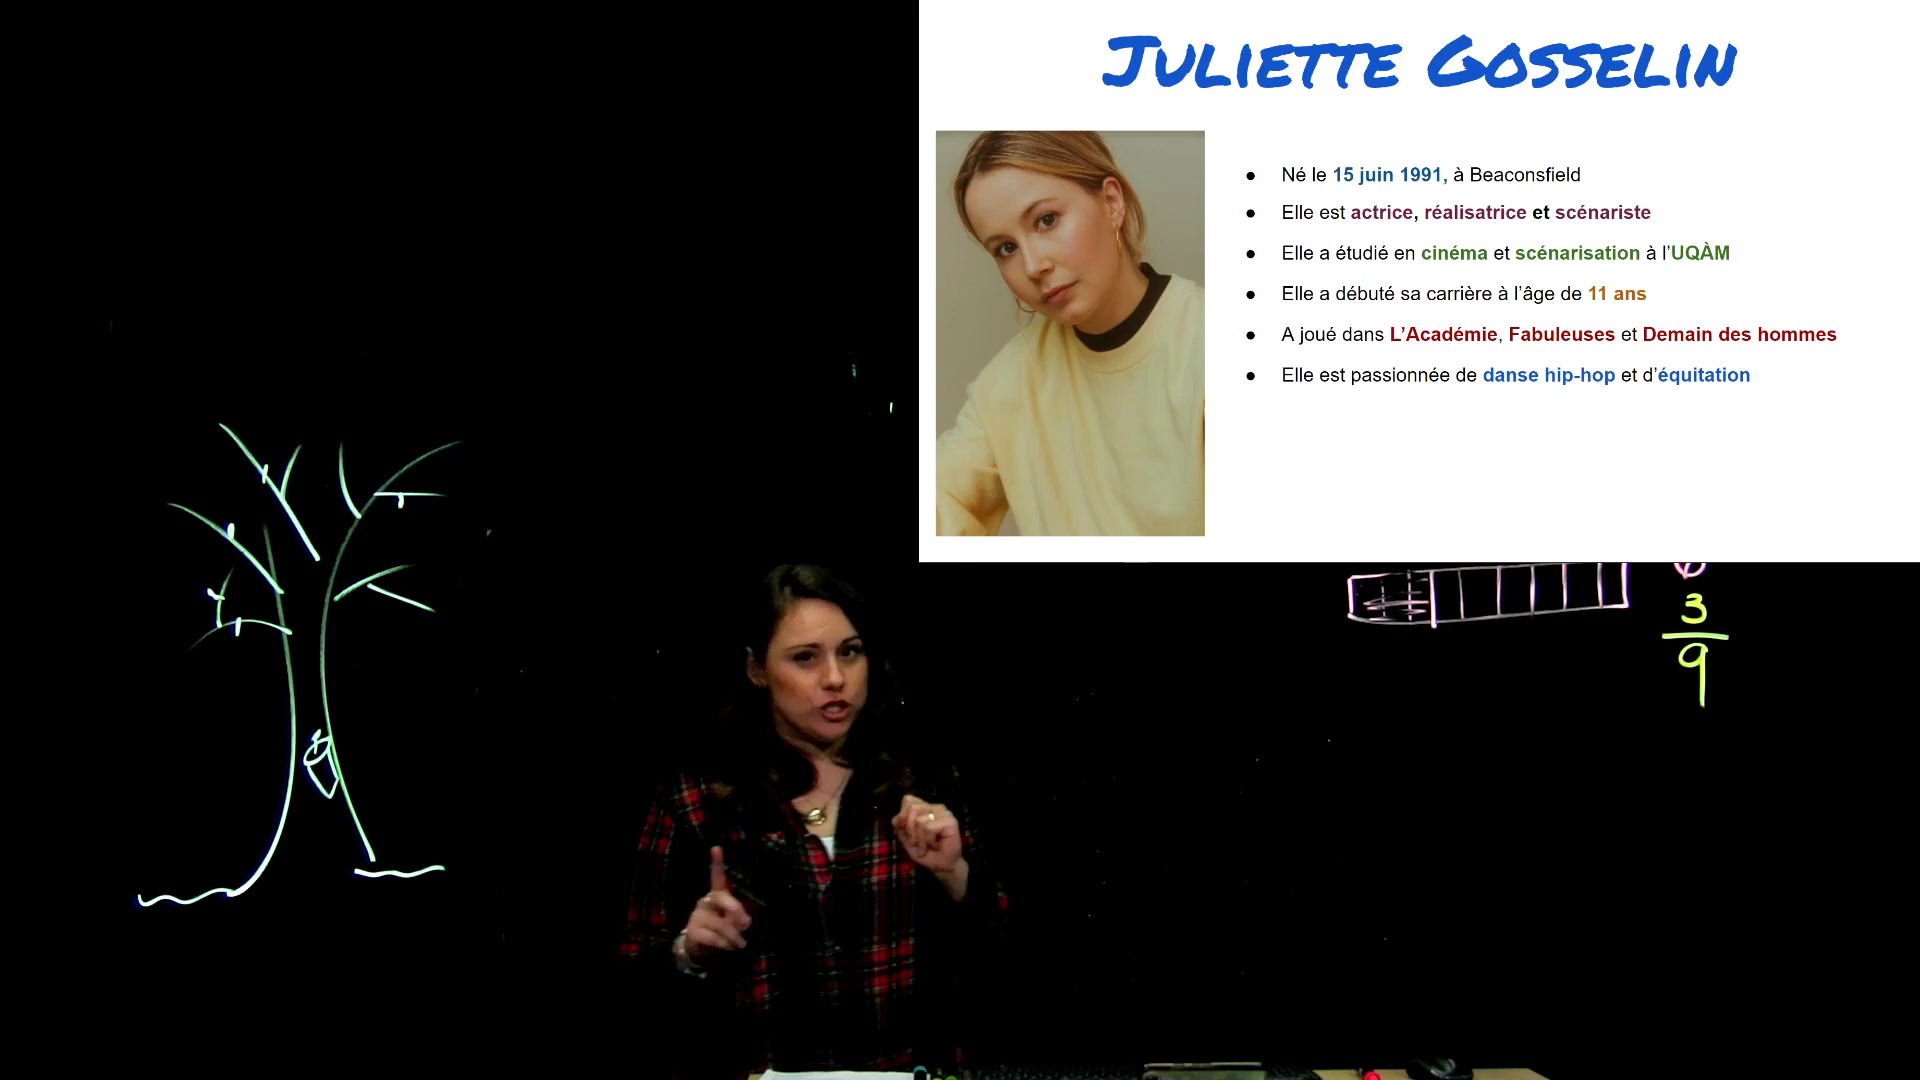 JULIETTE GOSSELIN
● Né le 15 juin 1991, à Beaconsfield
● Elle est actrice, réalisatrice et scénariste
● Elle a étudié en cinéma et scénarisation à l’UQÀM
● Elle a débuté sa carrière à l’âge de 11 ans
● A joué dans L’Académie, Fabuleuses et Demain des hommes
● Elle est passionnée de danse hip-hop et d’équitation
3
9